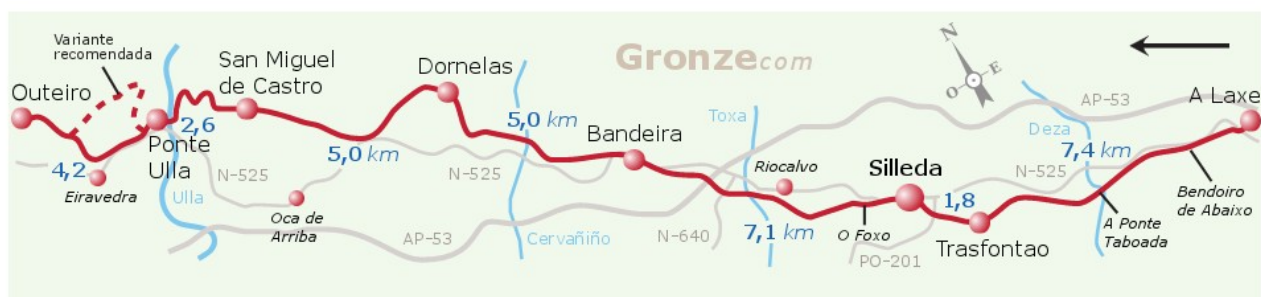 Variante
recomendada
San Miguel
de Castro
Dornelas
Gronze.com
N
E
O
AP-53
A Laxe
Outeiro
2,6
Ponte
Ulla
4,2
Eiravedra
Ulla
N-525
Oca de
Arriba
5,0 km
AP-53
N-525
5,0 km
Cervañiño
Bandeira
Toxa
Riocalvo
N-640
7,1 km
O Foxo
Silleda
PO-201
1,8
Trasfontao
Deza
7,4 km
N-525
A Ponte
Taboada
Bendoiro
de Abaixo